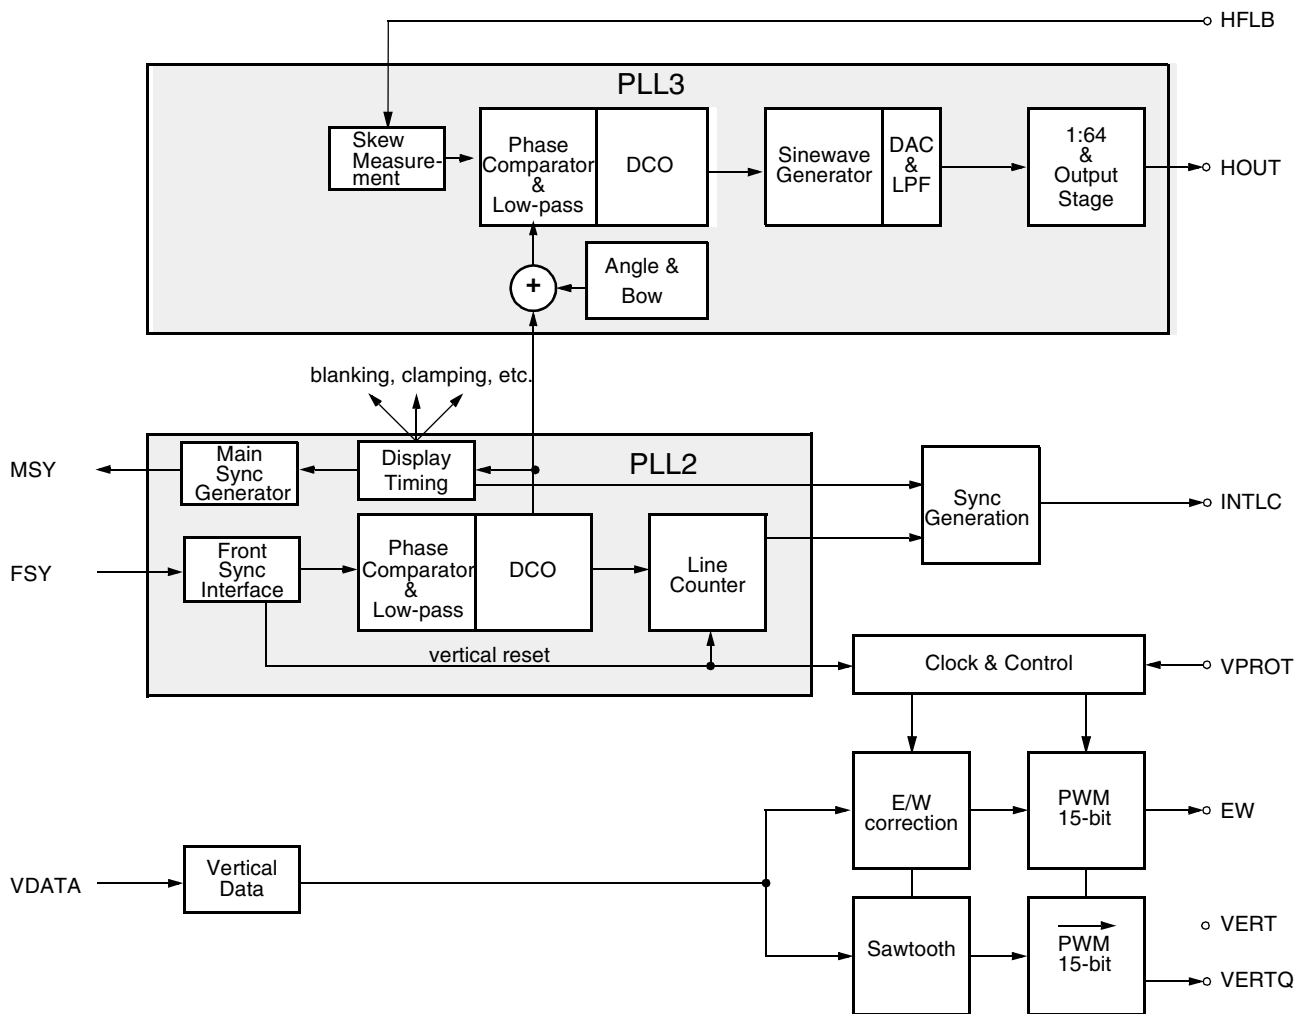 HFLB
PLL3
Skew
Measure-
ment
Phase
Comparator
&
Low-pass
DCO
Sinewave
Generator
DAC
&
LPF
1:64
&
Output
Stage
HOUT
+
Angle &
Bow
blanking, clamping, etc.
MSY
Main
Sync
Generator
Display
Timing
PLL2
FSY
Front
Sync
Interface
Phase
Comparator
&
Low-pass
DCO
Line
Counter
Sync
Generation
INTLC
vertical reset
Clock & Control
VPROT
E/W
correction
PWM
15-bit
EW
VDATA
Vertical
Data
Sawtooth
PWM
15-bit
VERT
VERTQ